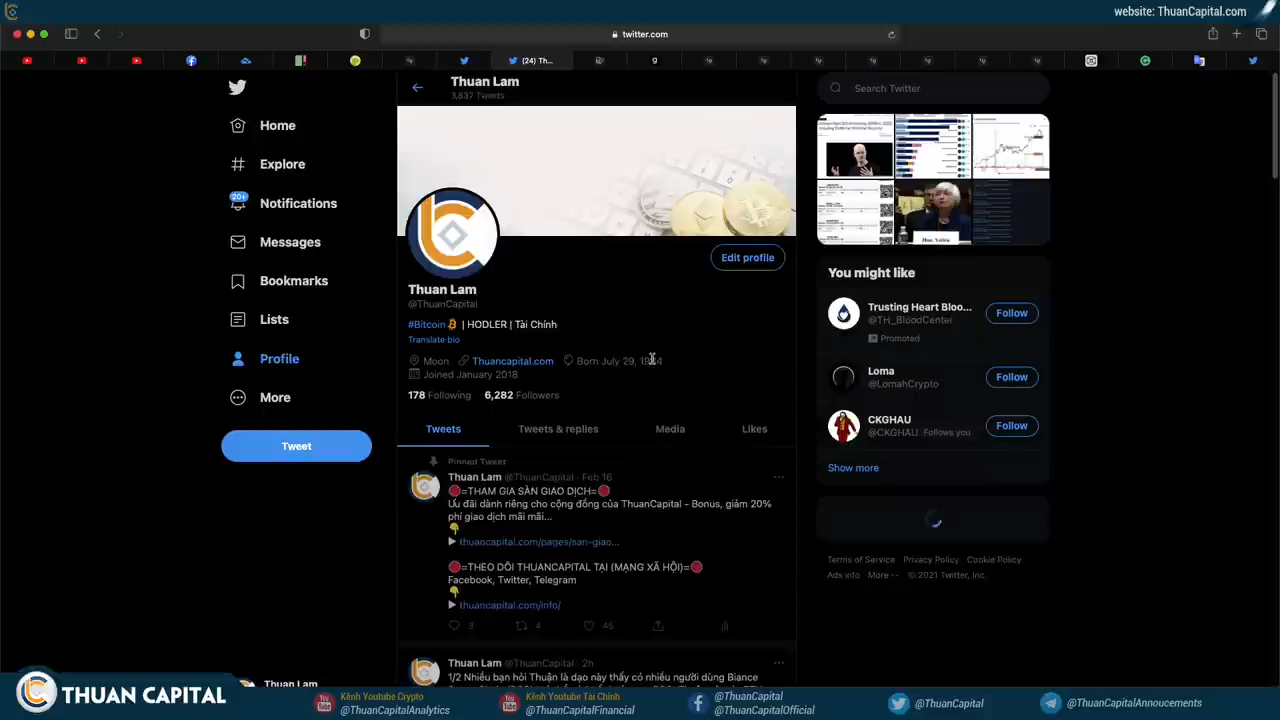 website: ThuanCapital.com
twitter.com
(24) Th...
Thuan Lam
3,837 Tweets
Search Twitter
Home
Explore
20+
Notifications
Messages
Bookmarks
Lists
Profile
More
Tweet
Edit profile
Thuan Lam
@ThuanCapital
#Bitcoin | HODLER | Tài Chính
Translate bio
Moon Thuancapital.com Born July 29,
Joined January 2018
178 Following 6,282 Followers
Tweets Tweets & replies Media Likes
Pinned Tweet
Thuan Lam @ThuanCapital · Feb 16
=THAM GIA SÀN GIAO DỊCH=
Ưu đãi dành riêng cho cộng đồng của ThuanCapital - Bonus, giảm 20%
phí giao dịch mãi mãi...
thuancapital.com/pages/san-giao...
=THEO DÕI THUANCAPITAL TẠI (MẠNG XÃ HỘI)=
Facebook, Twitter, Telegram
thuancapital.com/info/
3 4 45
Thuan Lam @ThuanCapital · 2h
1/2 Nhiều bạn hỏi Thuận là dạo này thấy có nhiều người dùng Biance
You might like
Trusting Heart Bloo...
@TH_BloodCenter
Promoted
Follow
Loma
@LomahCrypto
Follow
CKGHAU
@CKGHAU Follows you
Follow
Show more
Terms of Service Privacy Policy Cookie Policy
Ads info More ··· © 2021 Twitter, Inc.
Thuan Lam
THUAN CAPITAL
Kênh Youtube Crypto
@ThuanCapitalAnalytics
Kênh Youtube Tài Chính
@ThuanCapitalFinancial
@ThuanCapital
@ThuanCapitalOfficial
@ThuanCapital
@ThuanCapitalAnnoucements